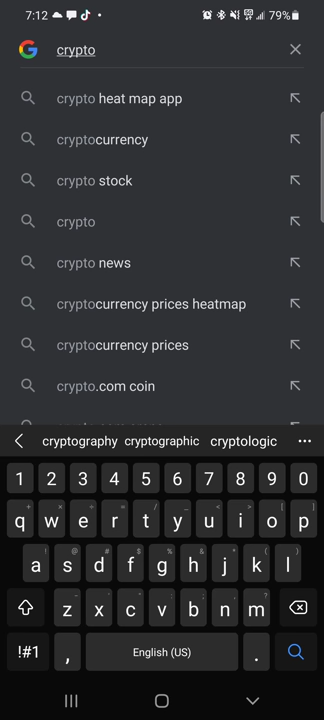 7:12 79%
crypto
crypto heat map app
cryptocurrency
crypto stock
crypto
crypto news
cryptocurrency prices heatmap
cryptocurrency prices
crypto.com coin
cryptography cryptographic cryptologic
1 2 3 4 5 6 7 8 9 0
q w e r t y u i o p
a s d f g h j k l
z x c v b n m
!#1 , English (US) .